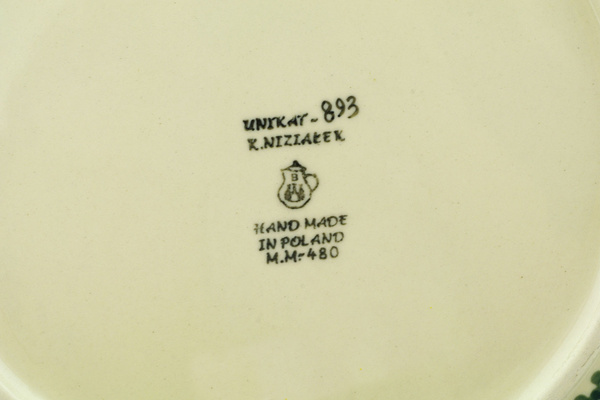 UNIKAT-893
K.NIZIAŁEK
B
HAND MADE
IN POLAND
M.M-480